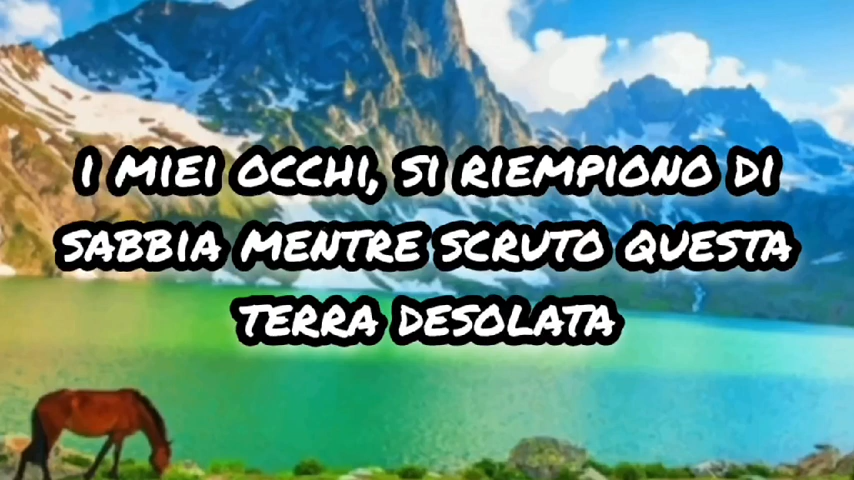 I MIEI OCCHI, SI RIEMPIONO DI
SABBIA MENTRE SCRUTO QUESTA
TERRA DESOLATA